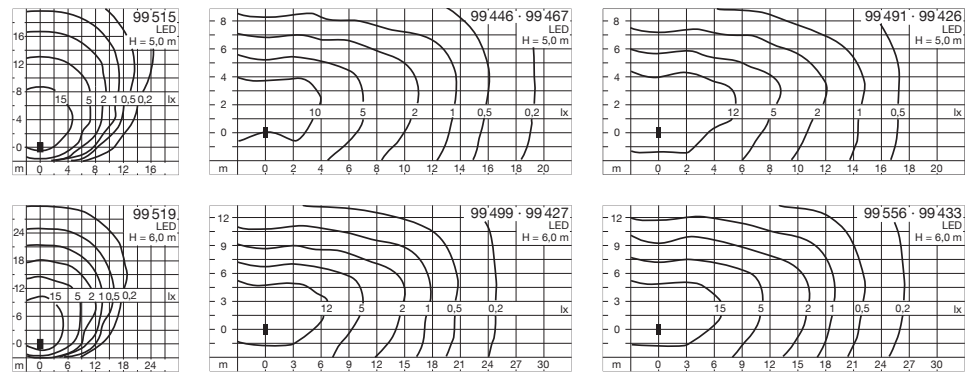 99 515
LED
H = 5,0 m
16
12
8
4
0
15 5 2 1 0,5 0,2 lx
m 0 4 8 12 16
99 446 · 99 467
LED
H = 5,0 m
8
6
4
2
0
10 5 2 1 0,5 0,2 lx
m 0 2 4 6 8 10 12 14 16 18 20
99 491 · 99 426
LED
H = 5,0 m
8
6
4
2
0
12 5 2 1 0,5 lx
m 0 2 4 6 8 10 12 14 16 18 20
99 519
LED
H = 6,0 m
24
18
12
6
0
15 5 2 1 0,5 0,2 lx
m 0 6 12 18 24
99 499 · 99 427
LED
H = 6,0 m
12
9
6
3
0
12 5 2 1 0,5 0,2 lx
m 0 3 6 9 12 15 18 21 24 27 30
99 556 · 99 433
LED
H = 6,0 m
12
9
6
3
0
15 5 2 1 0,5 0,2 lx
m 0 3 6 9 12 15 18 21 24 27 30